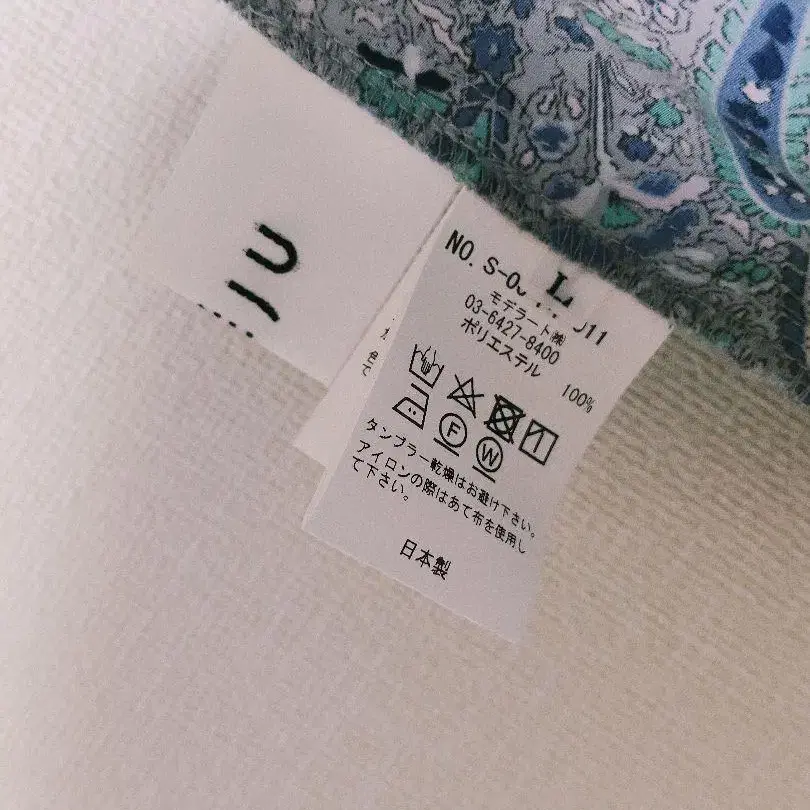 L
NO. S-0
011
モデラート㈱
03-6427-8400
ポリエステル 100%
F W
タンブラー乾燥はお避け下さい。
アイロンの際はあて布を使用し
て下さい。
日本製